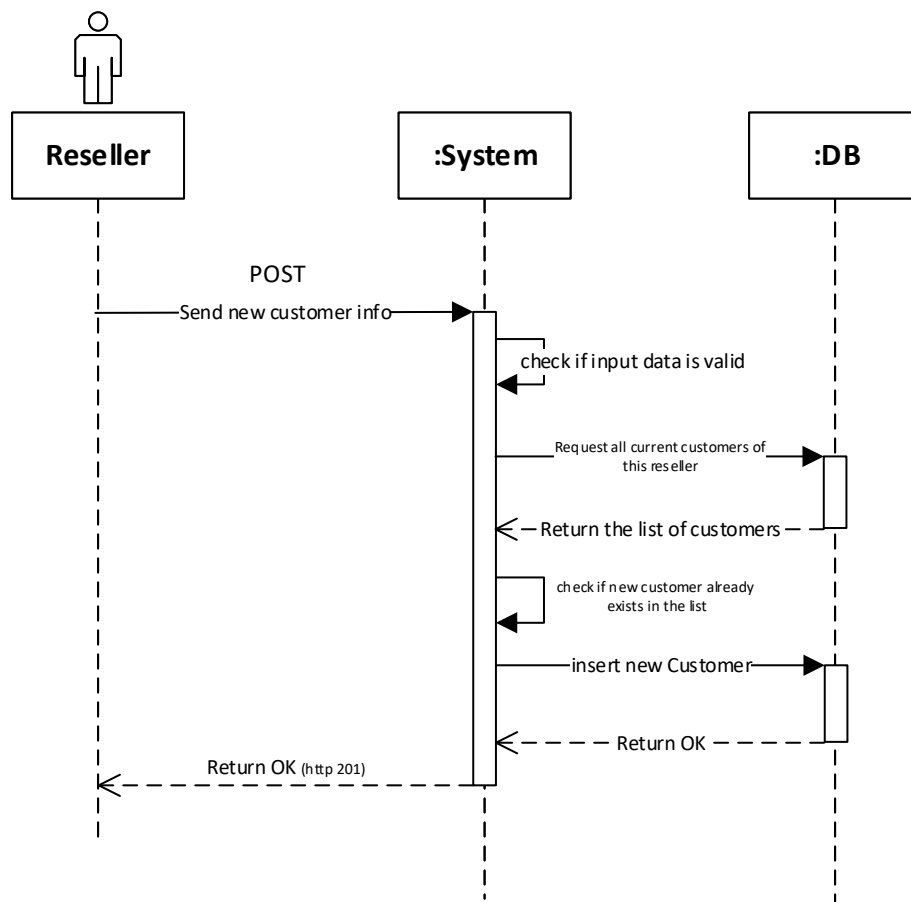 Reseller
:System
:DB
POST
Send new customer info
check if input data is valid
Request all current customers of
this reseller
Return the list of customers
check if new customer already
exists in the list
insert new Customer
Return OK
Return OK (http 201)